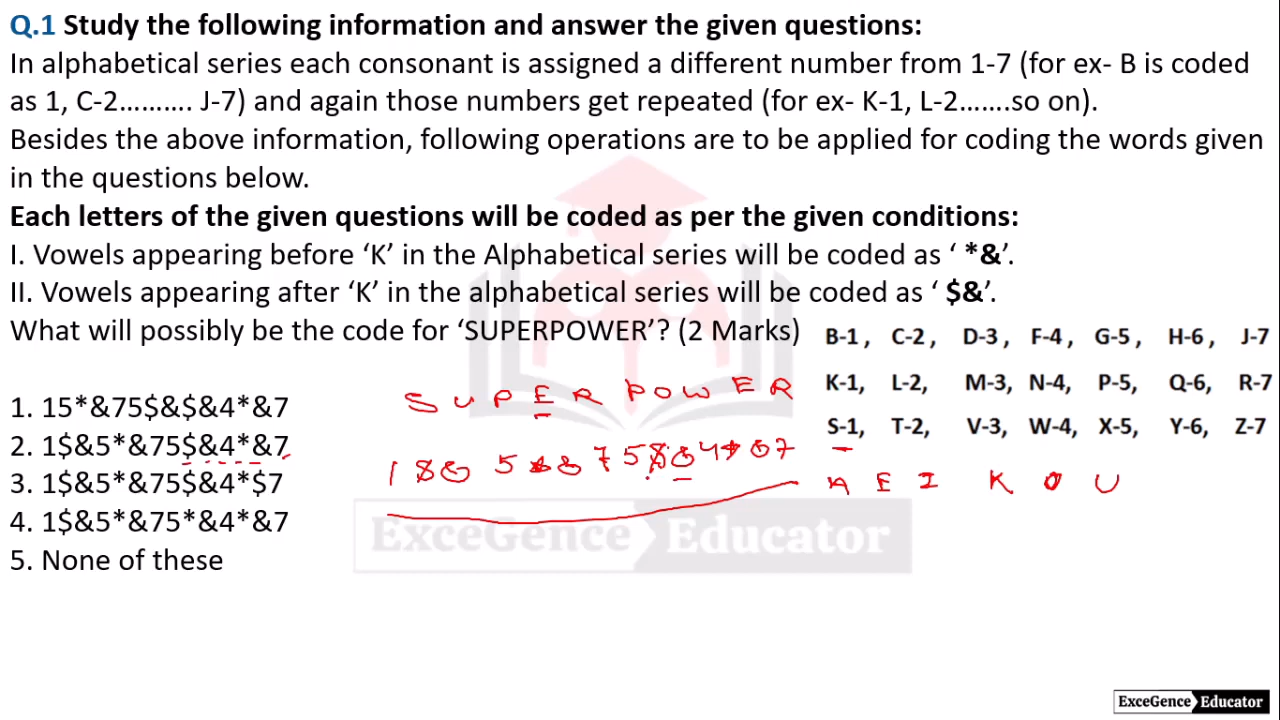 Q.1 Study the following information and answer the given questions:
In alphabetical series each consonant is assigned a different number from 1-7 (for ex- B is coded
as 1, C-2………. J-7) and again those numbers get repeated (for ex- K-1, L-2…….so on).
Besides the above information, following operations are to be applied for coding the words given
in the questions below.
Each letters of the given questions will be coded as per the given conditions:
I. Vowels appearing before ‘K’ in the Alphabetical series will be coded as ‘ *&’.
II. Vowels appearing after ‘K’ in the alphabetical series will be coded as ‘ $&’.
What will possibly be the code for ‘SUPERPOWER’? (2 Marks)
B-1 , C-2 , D-3 , F-4 , G-5 , H-6 , J-7
K-1, L-2, M-3, N-4, P-5, Q-6, R-7
S-1, T-2, V-3, W-4, X-5, Y-6, Z-7
1. 15*&75$&$&4*&7
2. 1$&5*&75$&4*&7
3. 1$&5*&75$&4*$7
4. 1$&5*&75*&4*&7
5. None of these
S U P E R P O W E R
1 $& 5 *& 7 5 $& 4 *& 7
A E I K O U
ExceGence Educator
ExceGence Educator